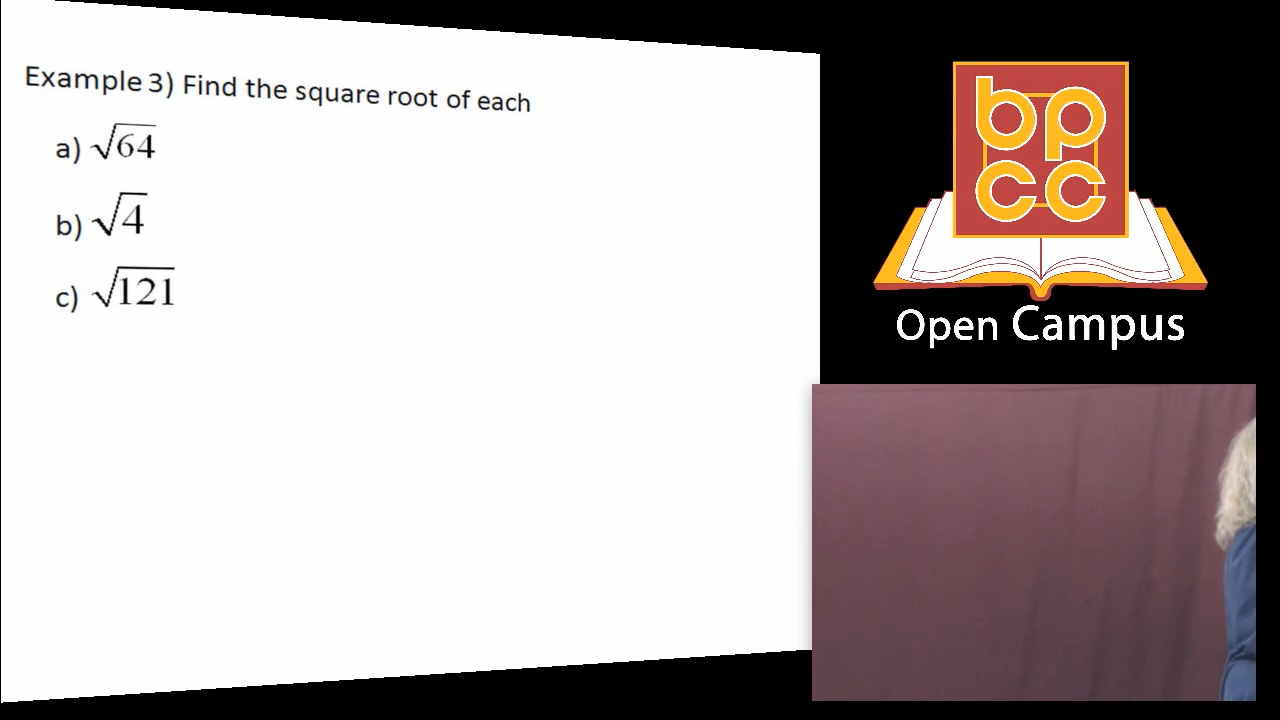 Example 3) Find the square root of each
a) √64
b) √4
c) √121
bp
cc
Open Campus